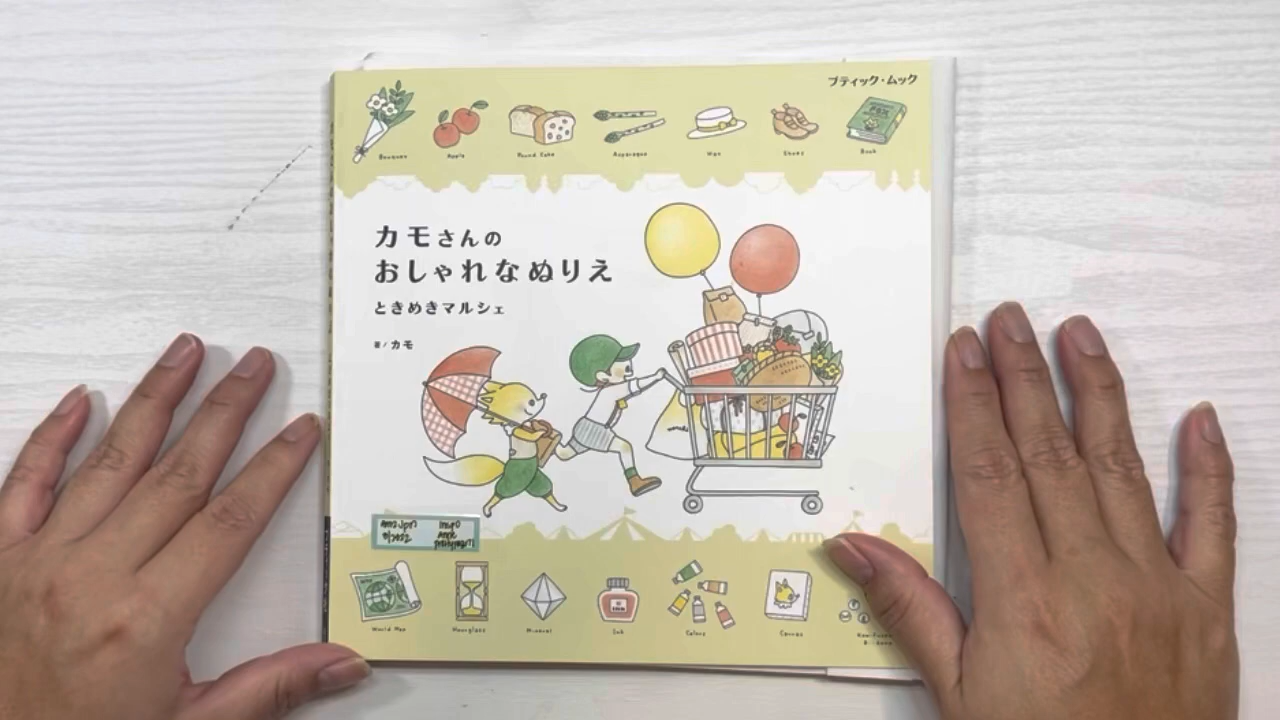 ブティック・ムック
Bouquet
Apple
Pound Cake
Asparagus
Hat
Shoes
Book
カモさんの
おしゃれなぬりえ
ときめきマルシェ
著/カモ
World Map
Hourglass
Mineral
Ink
Colors
Canvas